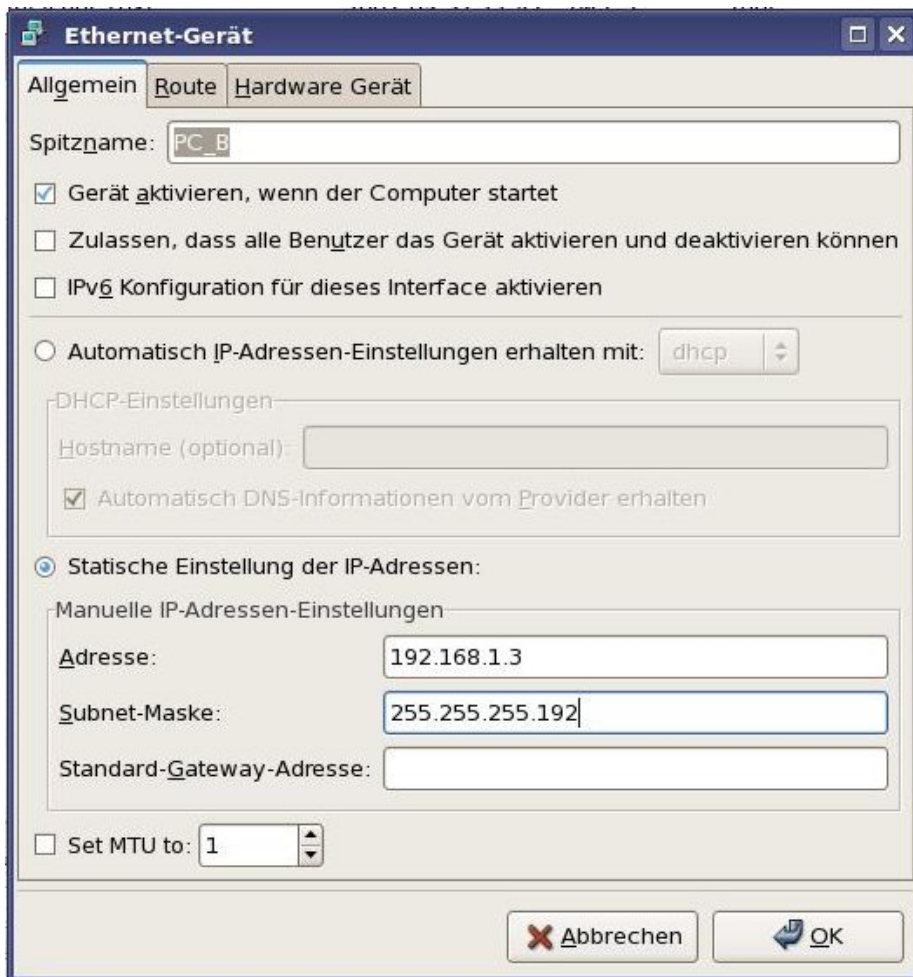 Ethernet-Gerät
Allgemein Route Hardware Gerät
Spitzname: PC_B
Gerät aktivieren, wenn der Computer startet
Zulassen, dass alle Benutzer das Gerät aktivieren und deaktivieren können
IPv6 Konfiguration für dieses Interface aktivieren
Automatisch IP-Adressen-Einstellungen erhalten mit: dhcp
DHCP-Einstellungen
Hostname (optional):
Automatisch DNS-Informationen vom Provider erhalten
Statische Einstellung der IP-Adressen:
Manuelle IP-Adressen-Einstellungen
Adresse: 192.168.1.3
Subnet-Maske: 255.255.255.192
Standard-Gateway-Adresse:
Set MTU to: 1
Abbrechen OK